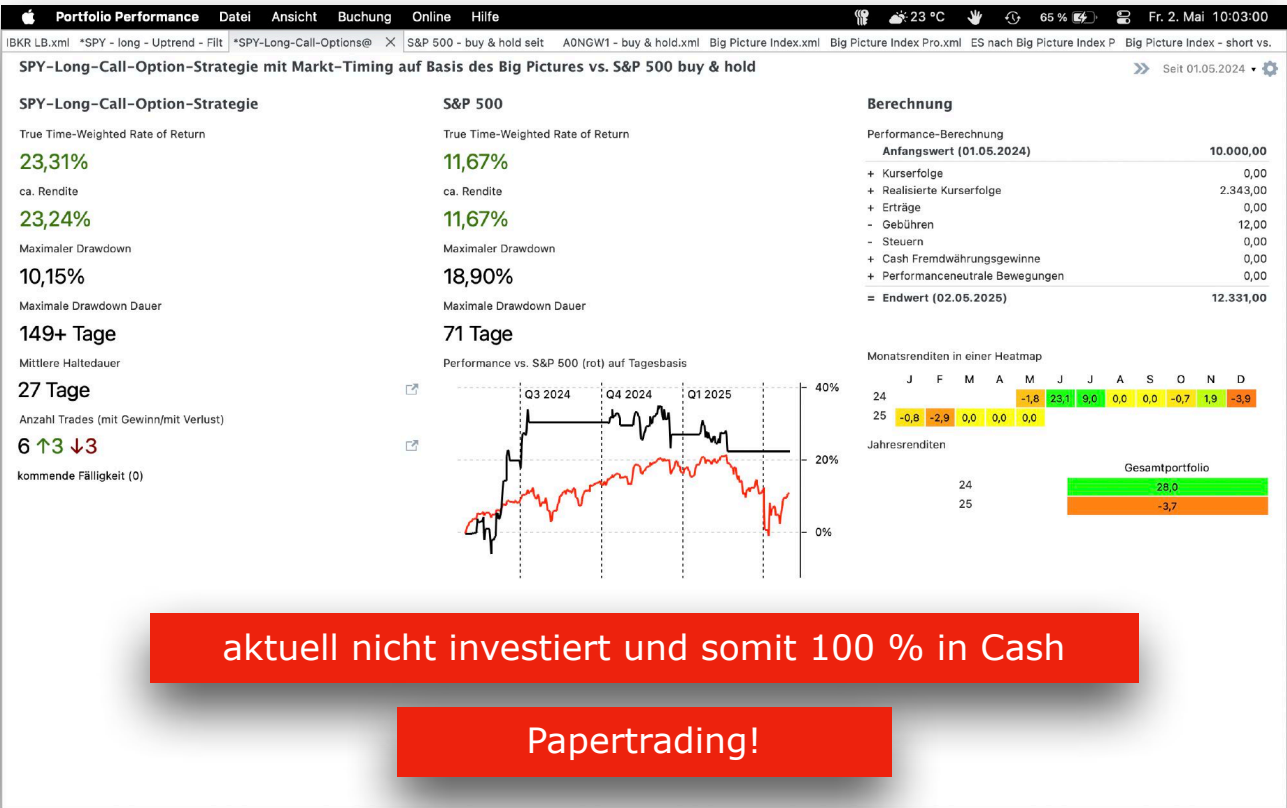 Portfolio Performance Datei Ansicht Buchung Online Hilfe 23 °C 65 % Fr. 2. Mai 10:03:00
IBKR LB.xml *SPY - long - Uptrend - Filt *SPY-Long-Call-Options@ S&P 500 - buy & hold seit A0NGW1 - buy & hold.xml Big Picture Index.xml Big Picture Index Pro.xml ES nach Big Picture Index P Big Picture Index - short vs.
SPY-Long-Call-Option-Strategie mit Markt-Timing auf Basis des Big Pictures vs. S&P 500 buy & hold Seit 01.05.2024
SPY-Long-Call-Option-Strategie
True Time-Weighted Rate of Return
23,31%
ca. Rendite
23,24%
Maximaler Drawdown
10,15%
Maximale Drawdown Dauer
149+ Tage
Mittlere Haltedauer
27 Tage
Anzahl Trades (mit Gewinn/mit Verlust)
6 ↑3 ↓3
kommende Fälligkeit (0)
S&P 500
True Time-Weighted Rate of Return
11,67%
ca. Rendite
11,67%
Maximaler Drawdown
18,90%
Maximale Drawdown Dauer
71 Tage
Performance vs. S&P 500 (rot) auf Tagesbasis
Q3 2024 Q4 2024 Q1 2025
40%
20%
0%
Berechnung
Performance-Berechnung
Anfangswert (01.05.2024) 10.000,00
+ Kurserfolge 0,00
+ Realisierte Kurserfolge 2.343,00
+ Erträge 0,00
- Gebühren 12,00
- Steuern 0,00
+ Cash Fremdwährungsgewinne 0,00
+ Performanceneutrale Bewegungen 0,00
= Endwert (02.05.2025) 12.331,00
Monatsrenditen in einer Heatmap
J F M A M J J A S O N D
24 -1,8 23,1 9,0 0,0 0,0 -0,7 1,9 -3,9
25 -0,8 -2,9 0,0 0,0 0,0
Jahresrenditen
Gesamtportfolio
24 28,0
25 -3,7
aktuell nicht investiert und somit 100 % in Cash
Papertrading!